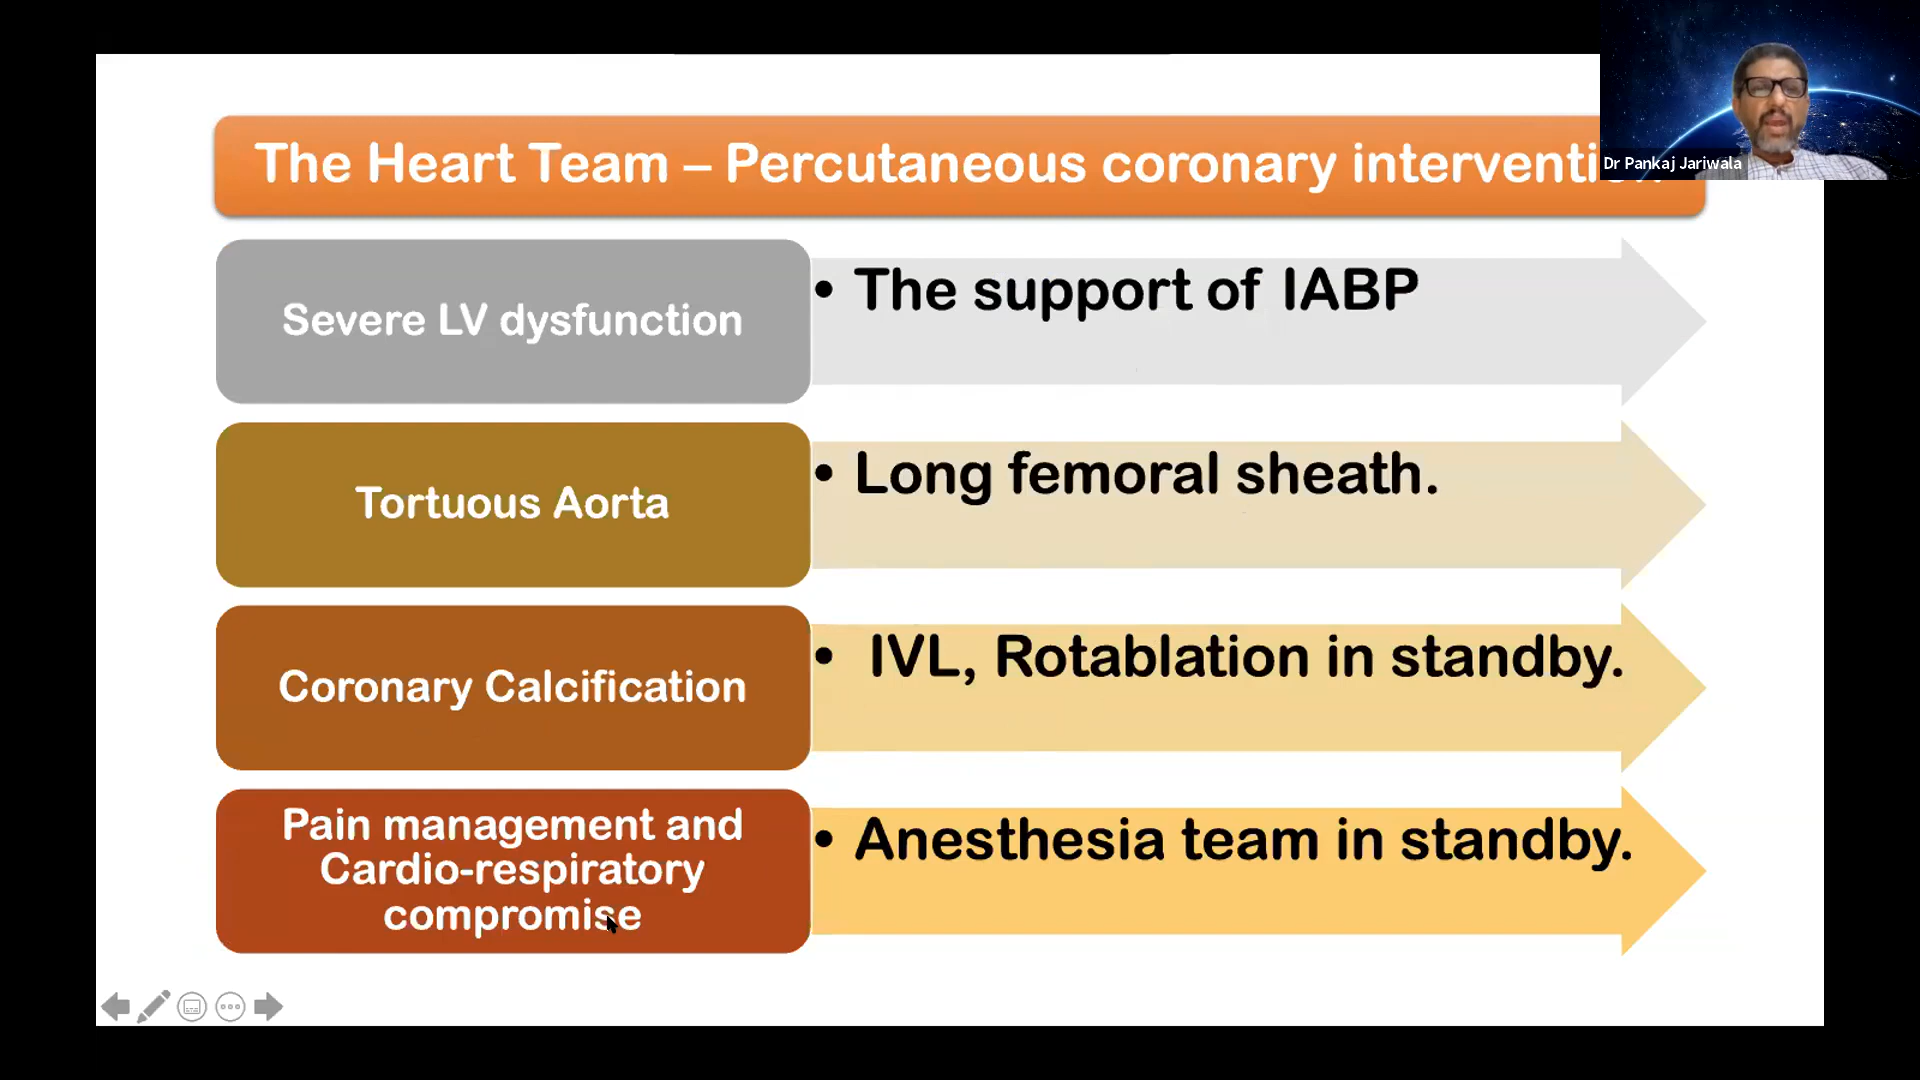 The Heart Team – Percutaneous coronary interventi
Dr Pankaj Jariwala
Severe LV dysfunction
• The support of IABP
Tortuous Aorta
• Long femoral sheath.
Coronary Calcification
• IVL, Rotablation in standby.
Pain management and
Cardio-respiratory
compromise
• Anesthesia team in standby.